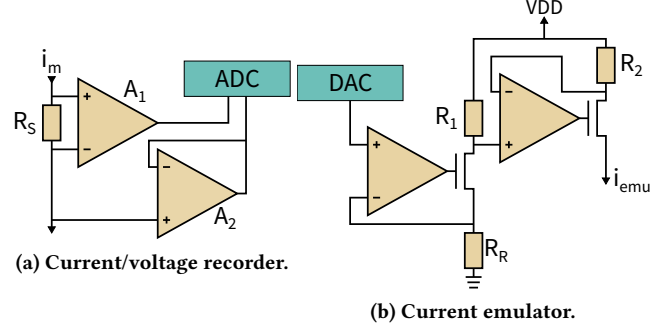 i_m
R_S
+
−
A_1
ADC
−
+
A_2
(a) Current/voltage recorder.
VDD
DAC
+
−
R_1
R_R
−
+
R_2
i_emu
(b) Current emulator.